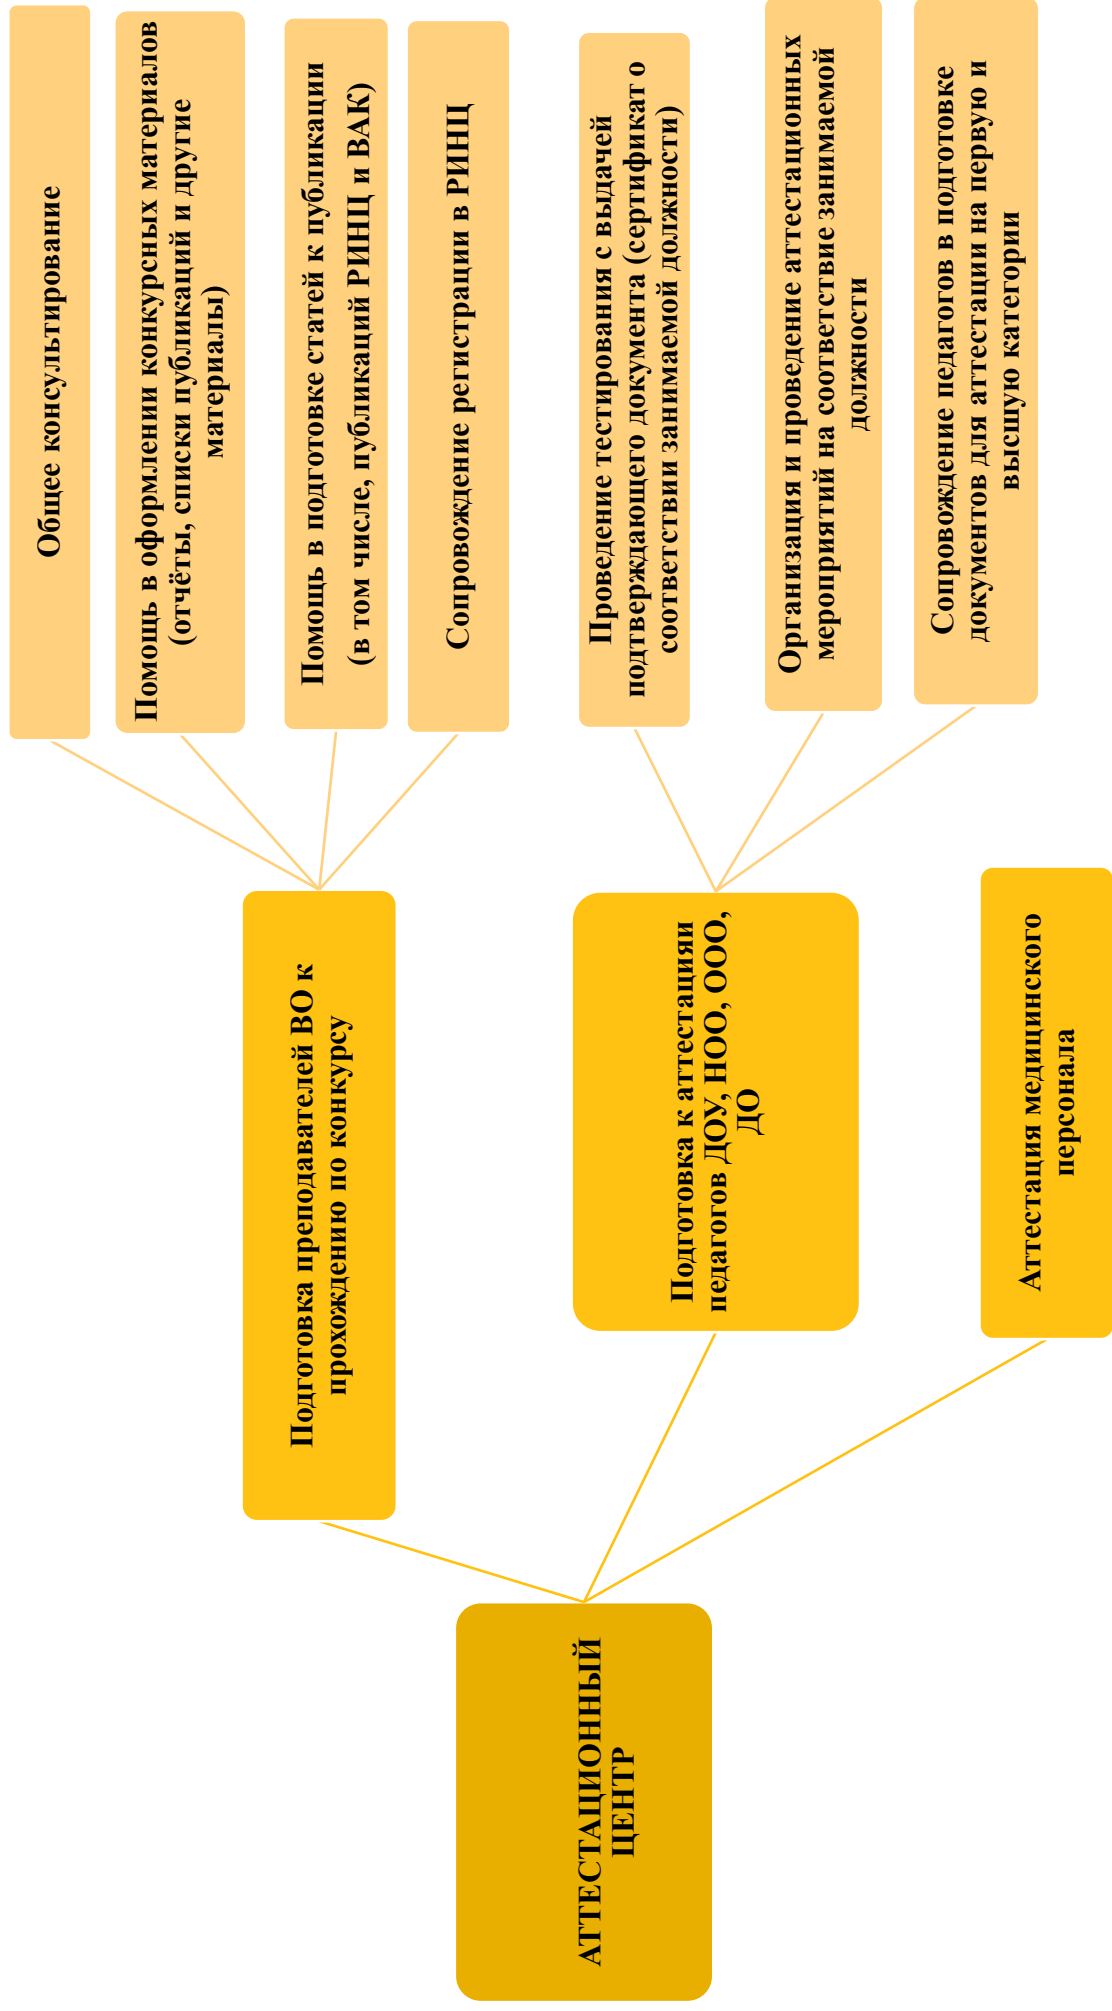 АТТЕСТАЦИОННЫЙ
ЦЕНТР
Подготовка преподавателей ВО к
прохождению по конкурсу
Общее консультирование
Помощь в оформлении конкурсных материалов
(отчёты, списки публикаций и другие
материалы)
Помощь в подготовке статей к публикации
(в том числе, публикаций РИНЦ и ВАК)
Сопровождение регистрации в РИНЦ
Подготовка к аттестацияи
педагогов ДОУ, НОО, ООО,
ДО
Проведение тестирования с выдачей
подтверждающего документа (сертификат о
соответствии занимаемой должности)
Организация и проведение аттестационных
мероприятий на соответствие занимаемой
должности
Сопровождение педагогов в подготовке
документов для аттестации на первую и
высшую категории
Аттестация медицинского
персонала